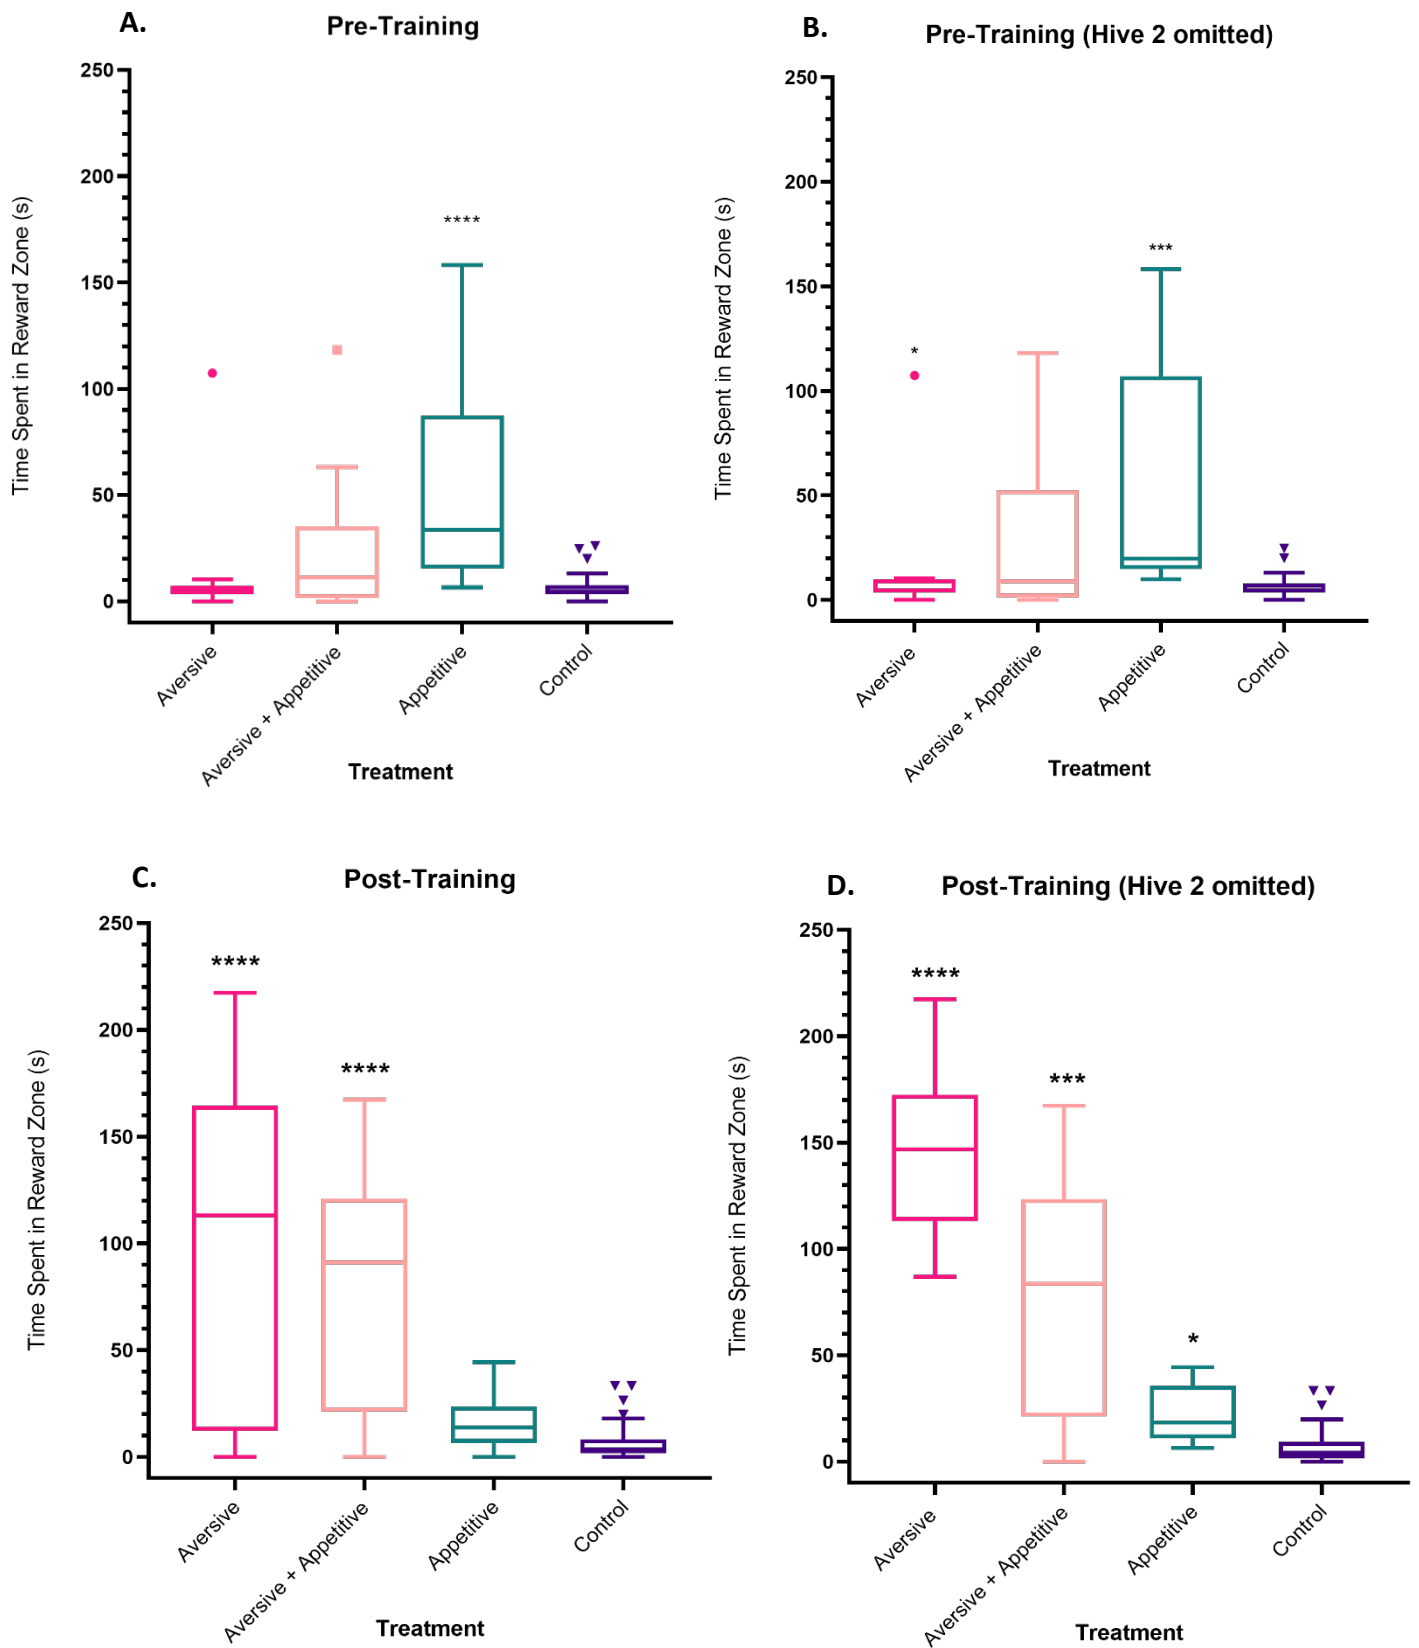 A.
Pre-Training
Time Spent in Reward Zone (s)
250
200
150
100
50
0
****
Aversive
Aversive + Appetitive
Appetitive
Control
Treatment
B.
Pre-Training (Hive 2 omitted)
Time Spent in Reward Zone (s)
250
200
150
100
50
0
*
***
Aversive
Aversive + Appetitive
Appetitive
Control
Treatment
C.
Post-Training
Time Spent in Reward Zone (s)
250
200
150
100
50
0
****
****
Aversive
Aversive + Appetitive
Appetitive
Control
Treatment
D.
Post-Training (Hive 2 omitted)
Time Spent in Reward Zone (s)
250
200
150
100
50
0
****
***
*
Aversive
Aversive + Appetitive
Appetitive
Control
Treatment